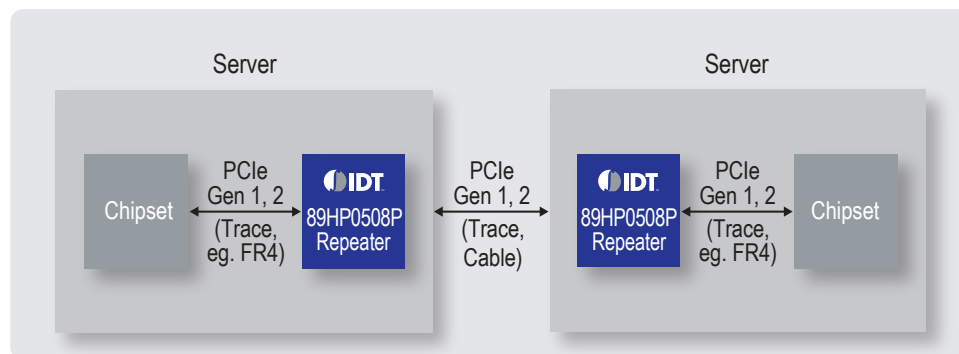 Server
Server
Chipset
PCIe
Gen 1, 2
(Trace,
eg. FR4)
IDT
89HP0508P
Repeater
PCIe
Gen 1, 2
(Trace,
Cable)
IDT
89HP0508P
Repeater
PCIe
Gen 1, 2
(Trace,
eg. FR4)
Chipset